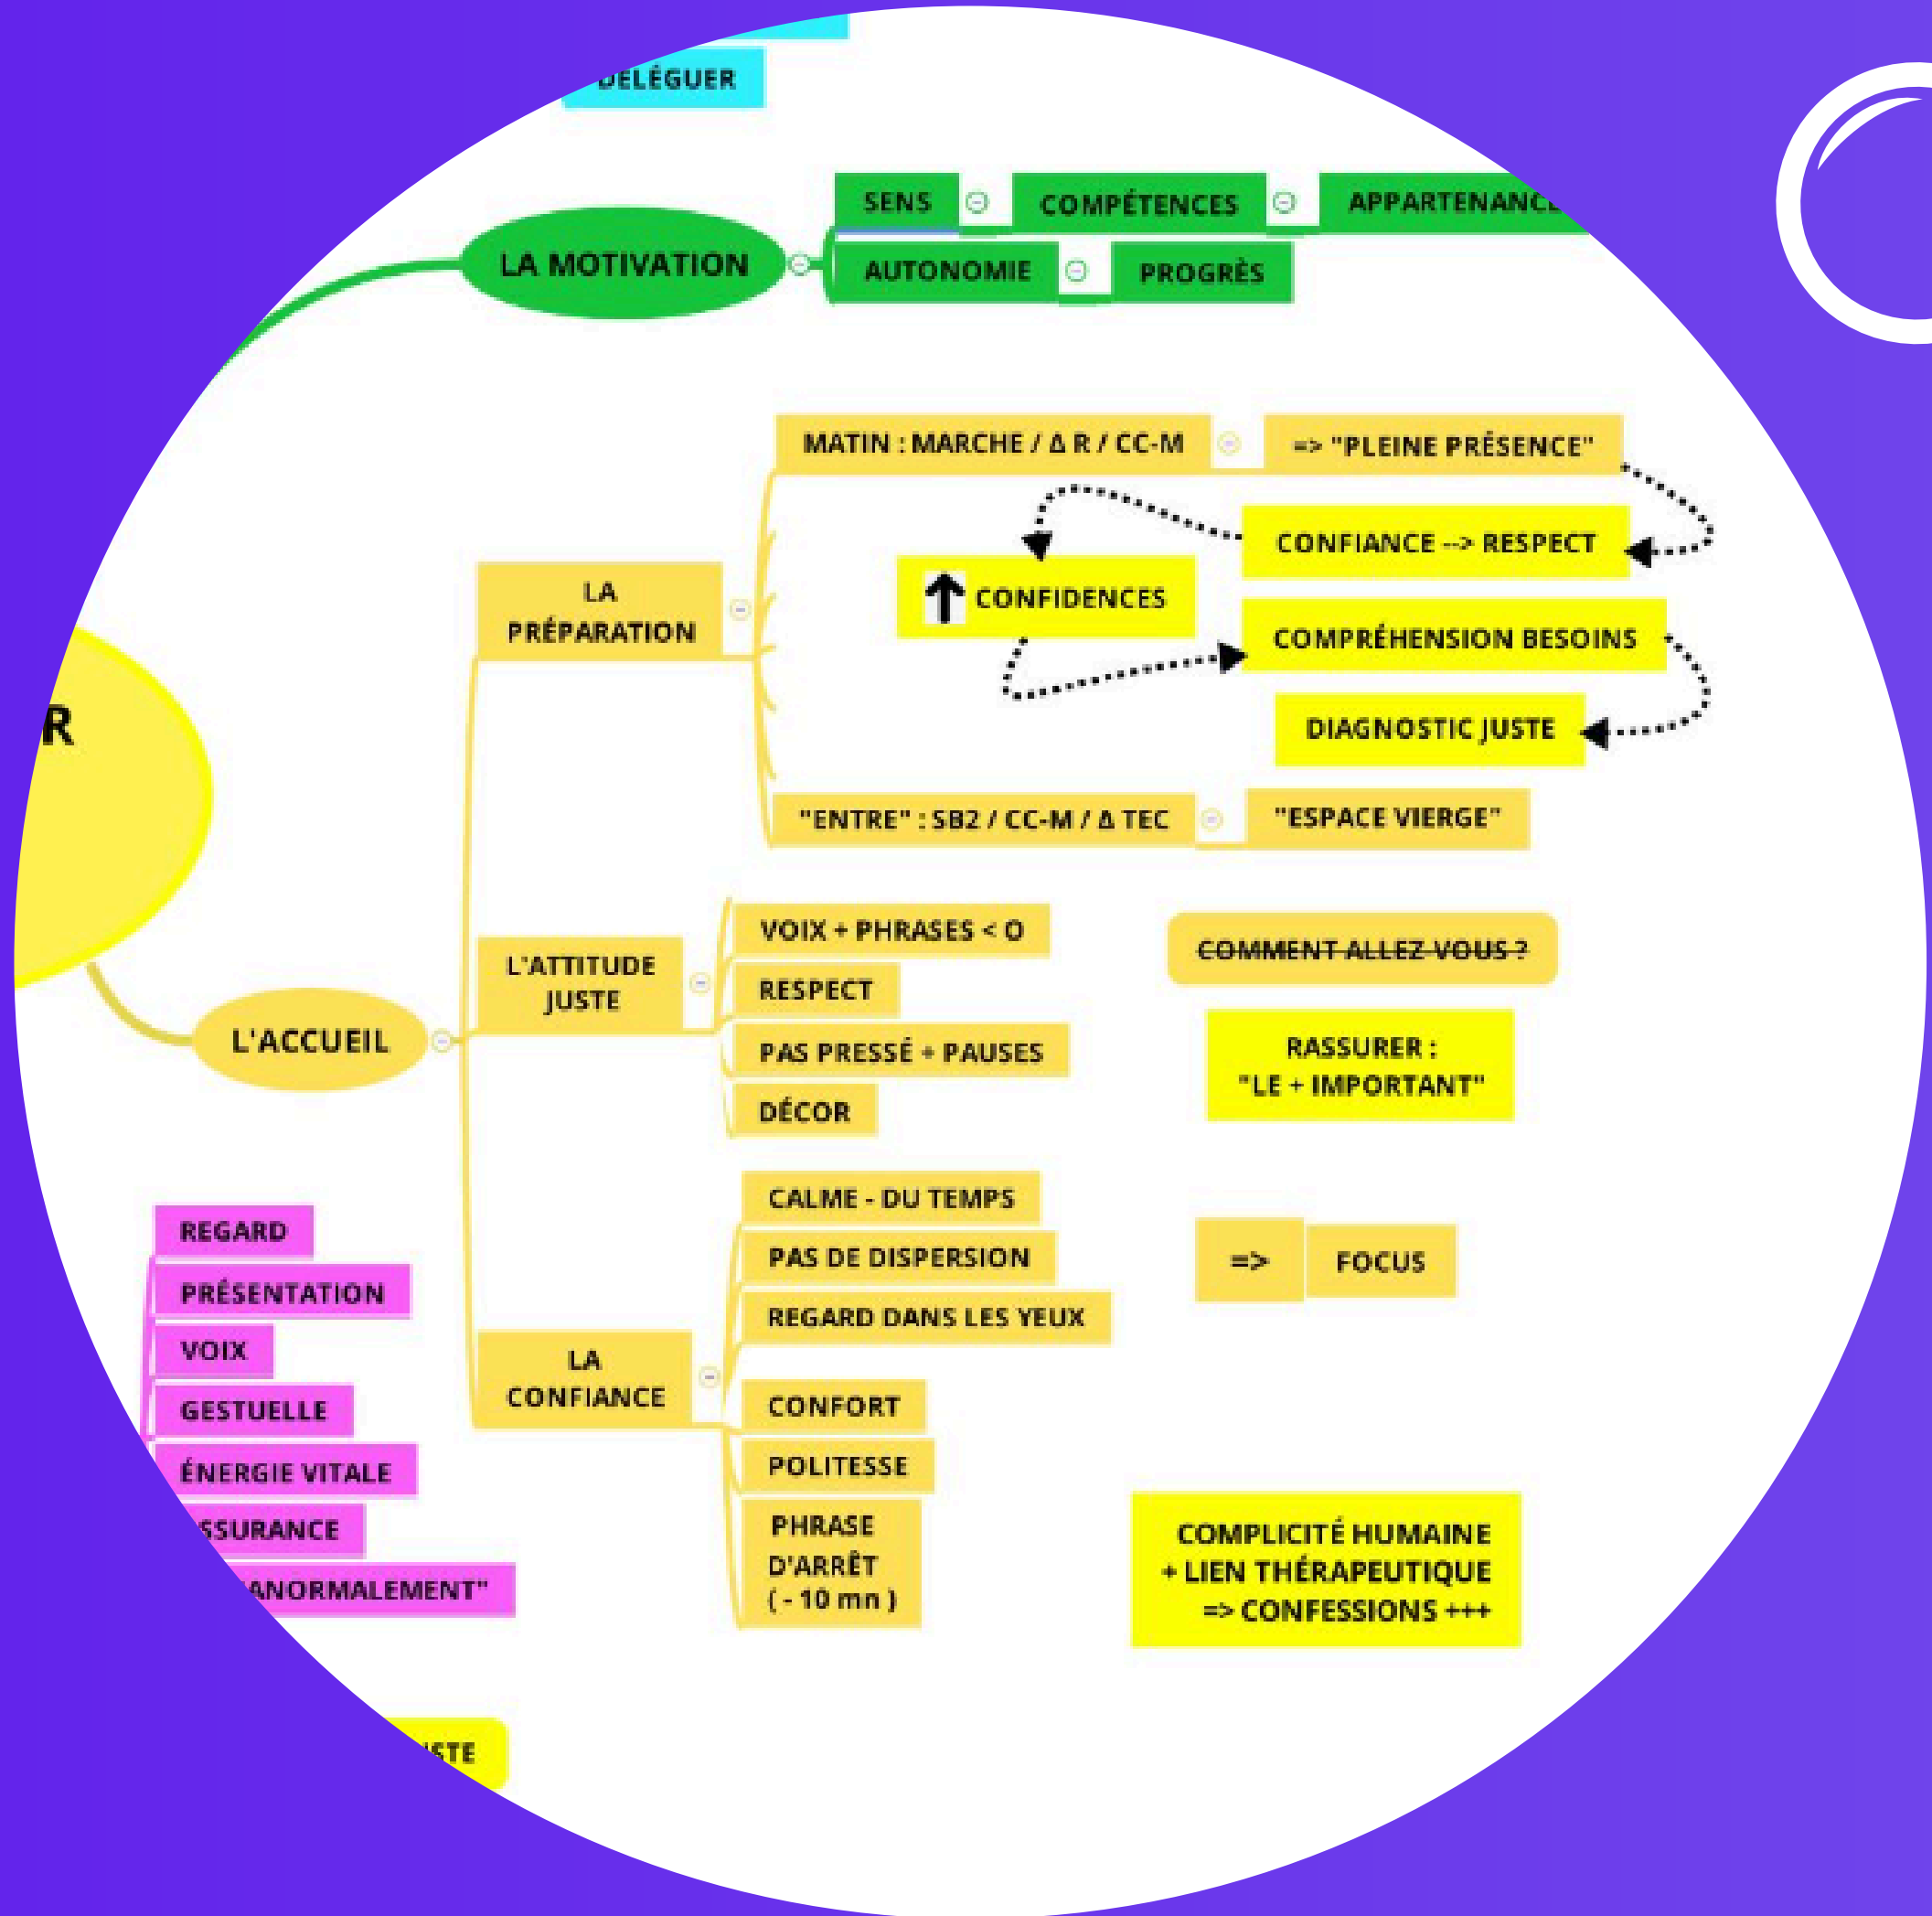 DELÉGUER
SENS
COMPÉTENCES
APPARTENANCE
LA MOTIVATION
AUTONOMIE
PROGRÈS
MATIN : MARCHE / Δ R / CC-M
=> "PLEINE PRÉSENCE"
CONFIANCE --> RESPECT
CONFIDENCES
COMPRÉHENSION BESOINS
DIAGNOSTIC JUSTE
LA
PRÉPARATION
"ENTRE" : SB2 / CC-M / Δ TEC
"ESPACE VIERGE"
R
L'ACCUEIL
L'ATTITUDE
JUSTE
VOIX + PHRASES < O
RESPECT
PAS PRESSÉ + PAUSES
DÉCOR
COMMENT ALLEZ-VOUS ?
RASSURER :
"LE + IMPORTANT"
LA
CONFIANCE
CALME - DU TEMPS
PAS DE DISPERSION
REGARD DANS LES YEUX
CONFORT
POLITESSE
PHRASE
D'ARRÊT
( - 10 mn )
=>
FOCUS
COMPLICITÉ HUMAINE
+ LIEN THÉRAPEUTIQUE
=> CONFESSIONS +++
REGARD
PRÉSENTATION
VOIX
GESTUELLE
ÉNERGIE VITALE
SSURANCE
ANORMALEMENT"
STE